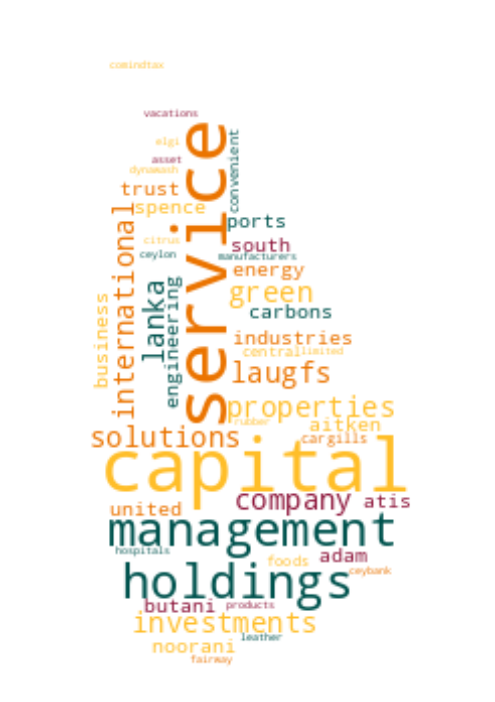 comindtax
vacations
elgi
asset
dynawash
trust
spence
service
convenient
ports
citrus
ceylon
south
manufacturers
international
lanka
engineering
energy
green
carbons
business
industries
central
limited
laugfs
properties
rubber
aitken
solutions
cargills
capital
company
atis
united
management
hospitals
adam
foods
ceybank
holdings
butani
products
investments
leather
noorani
fairway